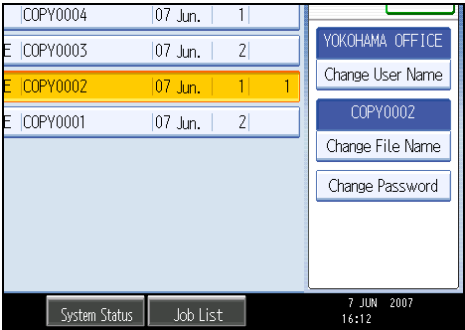 COPY0004 07 Jun. 1
E COPY0003 07 Jun. 2
E COPY0002 07 Jun. 1 1
E COPY0001 07 Jun. 2
YOKOHAMA OFFICE
Change User Name
COPY0002
Change File Name
Change Password
System Status Job List
7 JUN 2007
16:12